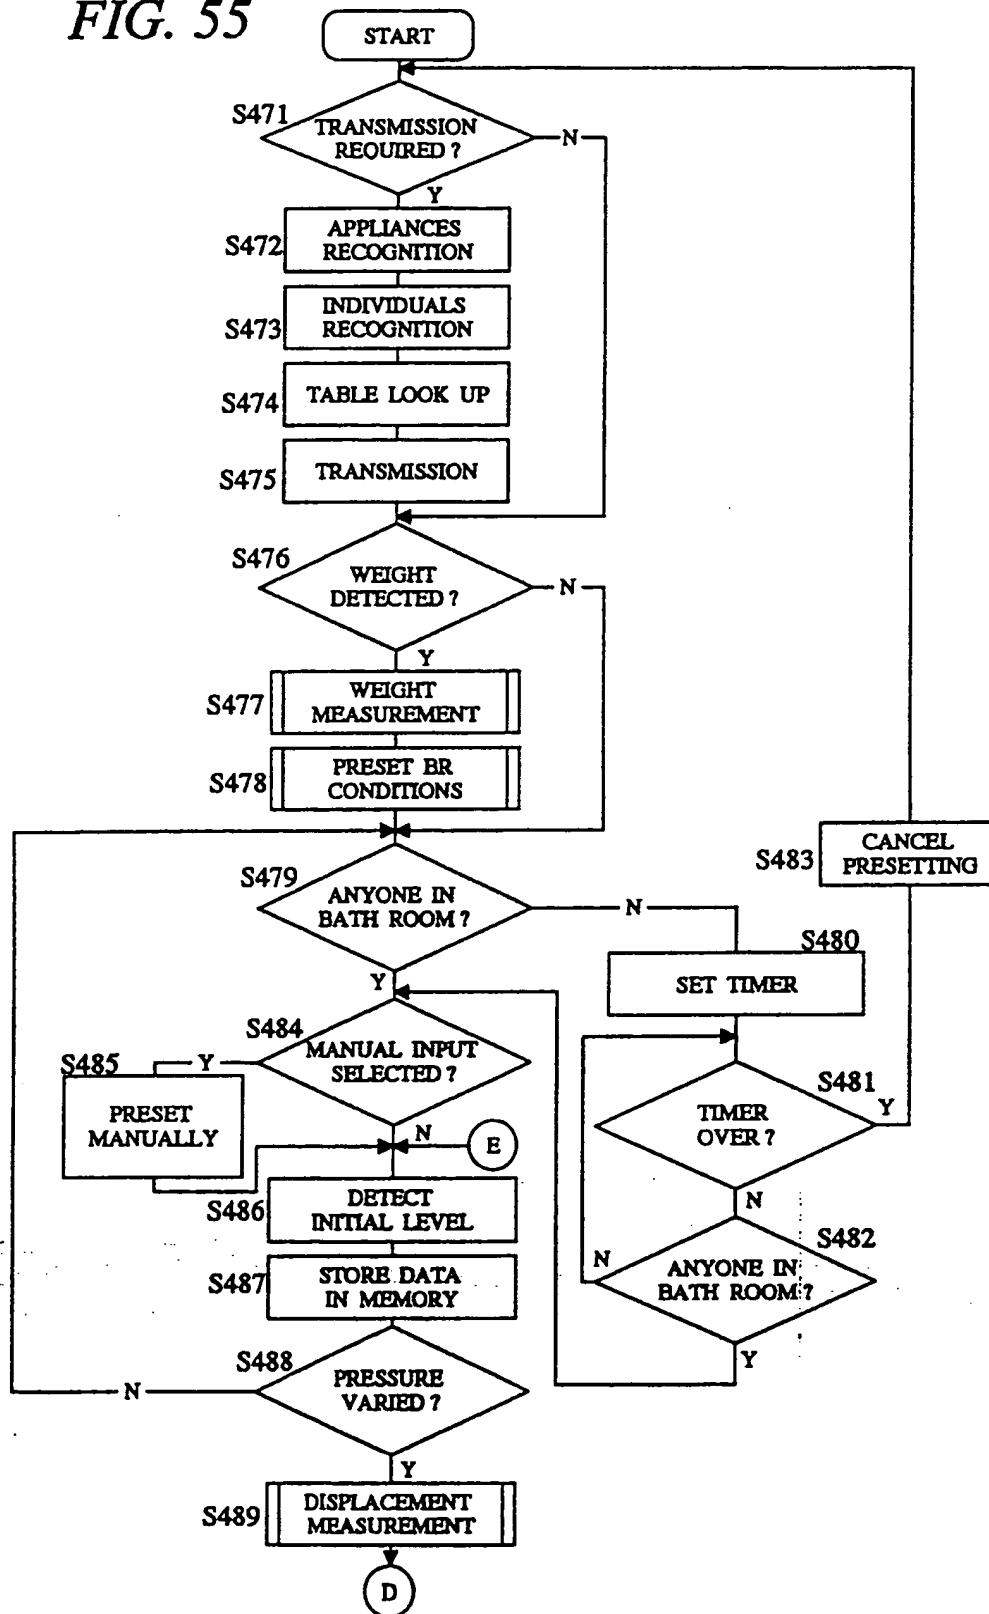 FIG. 55
START
S471
TRANSMISSION
REQUIRED ?
N
Y
S472
APPLIANCES
RECOGNITION
S473
INDIVIDUALS
RECOGNITION
S474
TABLE LOOK UP
S475
TRANSMISSION
S476
WEIGHT
DETECTED ?
N
Y
S477
WEIGHT
MEASUREMENT
S478
PRESET BR
CONDITIONS
S483
CANCEL
PRESETTING
S479
ANYONE IN
BATH ROOM ?
N
Y
S480
SET TIMER
S484
MANUAL INPUT
SELECTED ?
Y
N
S485
PRESET
MANUALLY
E
S481
TIMER
OVER ?
Y
N
S486
DETECT
INITIAL LEVEL
S482
ANYONE IN
BATH ROOM ?
N
Y
S487
STORE DATA
IN MEMORY
S488
PRESSURE
VARIED ?
N
Y
S489
DISPLACEMENT
MEASUREMENT
D